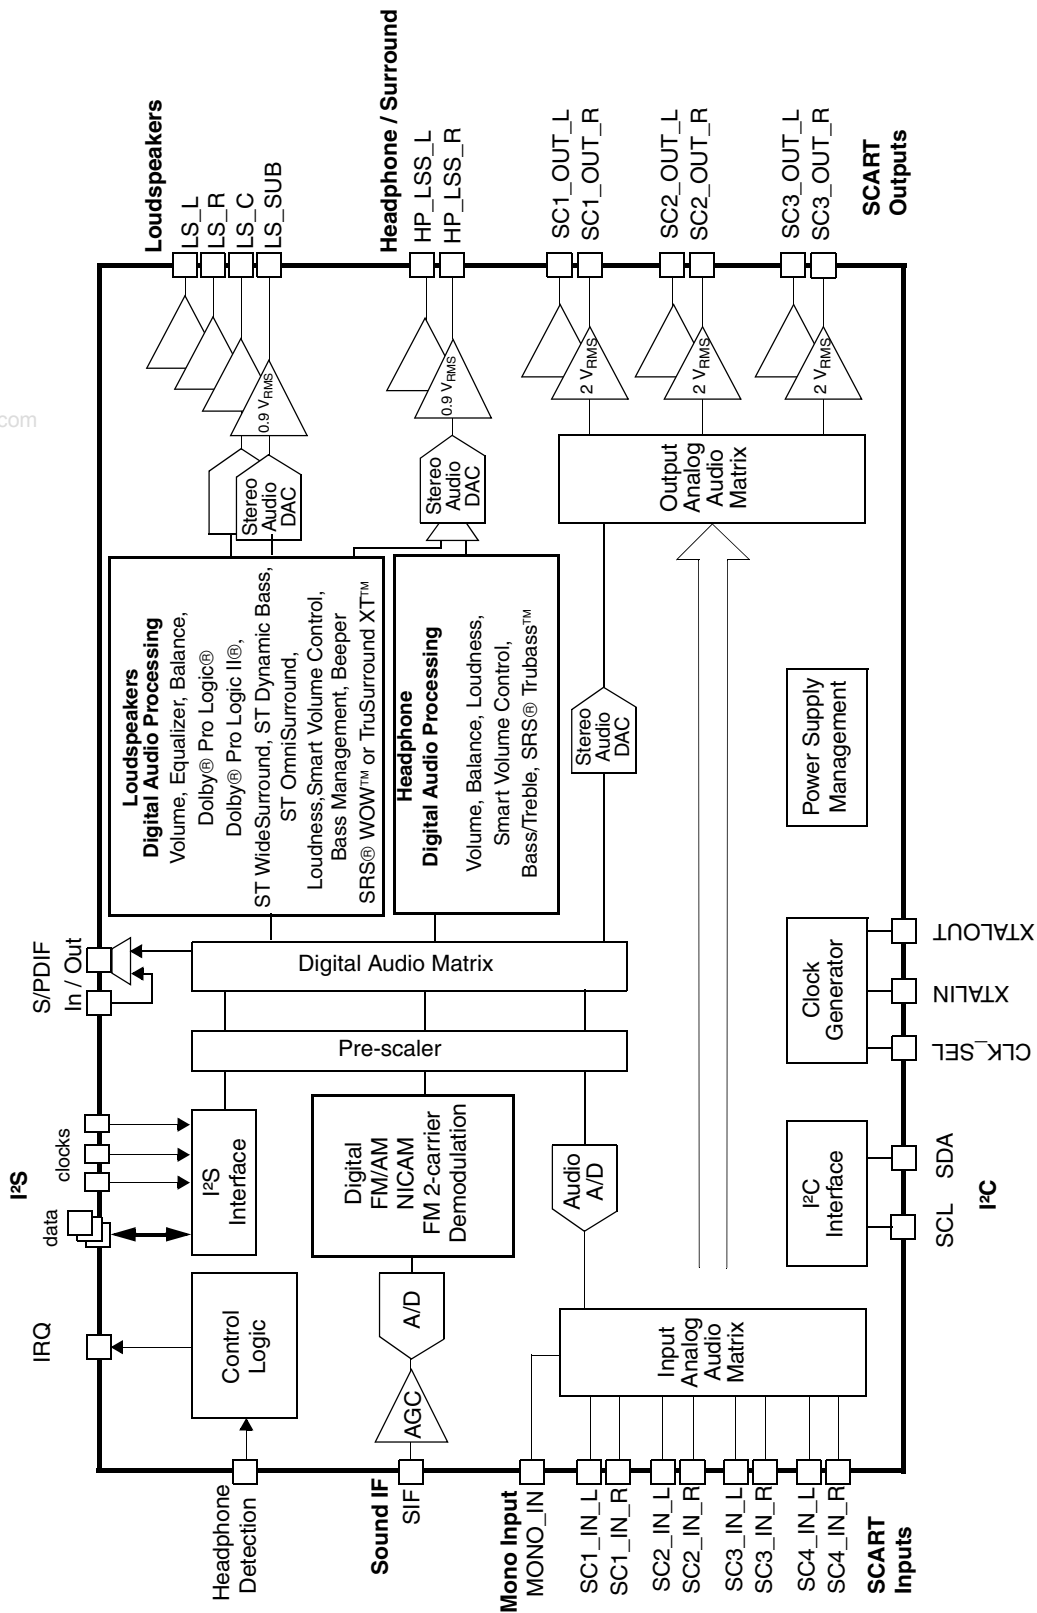 com
Loudspeakers
LS_L
LS_R
LS_C
LS_SUB
Headphone / Surround
HP_LSS_L
HP_LSS_R
SC1_OUT_L
SC1_OUT_R
SC2_OUT_L
SC2_OUT_R
SC3_OUT_L
SC3_OUT_R
SCART
Outputs
0.9 VRMS
0.9 VRMS
2 VRMS
2 VRMS
2 VRMS
Stereo
Audio
DAC
Stereo
Audio
DAC
Output
Analog
Audio
Matrix
Loudspeakers
Digital Audio Processing
Volume, Equalizer, Balance,
Dolby® Pro Logic®
Dolby® Pro Logic II®,
ST WideSurround, ST Dynamic Bass,
ST OmniSurround,
Loudness,Smart Volume Control,
Bass Management, Beeper
SRS® WOW™ or TruSurround XT™
Headphone
Digital Audio Processing
Volume, Balance, Loudness,
Smart Volume Control,
Bass/Treble, SRS® Trubass™
Stereo
Audio
DAC
Power Supply
Management
S/PDIF
In / Out
Digital Audio Matrix
Pre-scaler
Clock
Generator
XTALOUT
XTALIN
CLK_SEL
I²S
clocks
data
I²S
Interface
Digital
FM/AM
NICAM
FM 2-carrier
Demodulation
Audio
A/D
I²C
Interface
SDA
SCL
I²C
IRQ
Control
Logic
A/D
AGC
Input
Analog
Audio
Matrix
Headphone
Detection
Sound IF
SIF
Mono Input
MONO_IN
SC1_IN_L
SC1_IN_R
SC2_IN_L
SC2_IN_R
SC3_IN_L
SC3_IN_R
SC4_IN_L
SC4_IN_R
SCART
Inputs